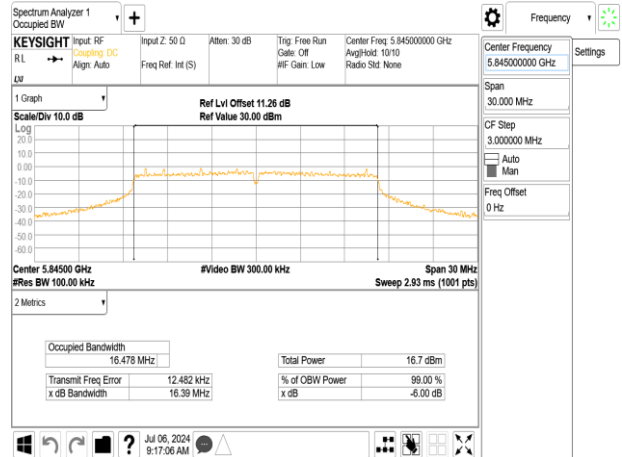 Spectrum Analyzer 1
Occupied BW
Frequency
KEYSIGHT
Input: RF
Coupling: DC
Align: Auto
Input Z: 50 Ω
Freq Ref: Int (S)
Atten: 30 dB
Trig: Free Run
Gate: Off
#IF Gain: Low
Center Freq: 5.845000000 GHz
Avg|Hold: 10/10
Radio Std: None
RL
LXI
Center Frequency
5.845000000 GHz
Settings
Span
30.000 MHz
CF Step
3.000000 MHz
Auto
Man
Freq Offset
0 Hz
1 Graph
Ref Lvl Offset 11.26 dB
Scale/Div 10.0 dB
Ref Value 30.00 dBm
Log
20.0
10.0
0.00
-10.0
-20.0
-30.0
-40.0
-50.0
-60.0
Center 5.84500 GHz
#Video BW 300.00 kHz
Span 30 MHz
#Res BW 100.00 kHz
Sweep 2.93 ms (1001 pts)
2 Metrics
Occupied Bandwidth
16.478 MHz
Total Power 16.7 dBm
Transmit Freq Error 12.482 kHz
% of OBW Power 99.00 %
x dB Bandwidth 16.39 MHz
x dB -6.00 dB
?
Jul 06, 2024
9:17:06 AM